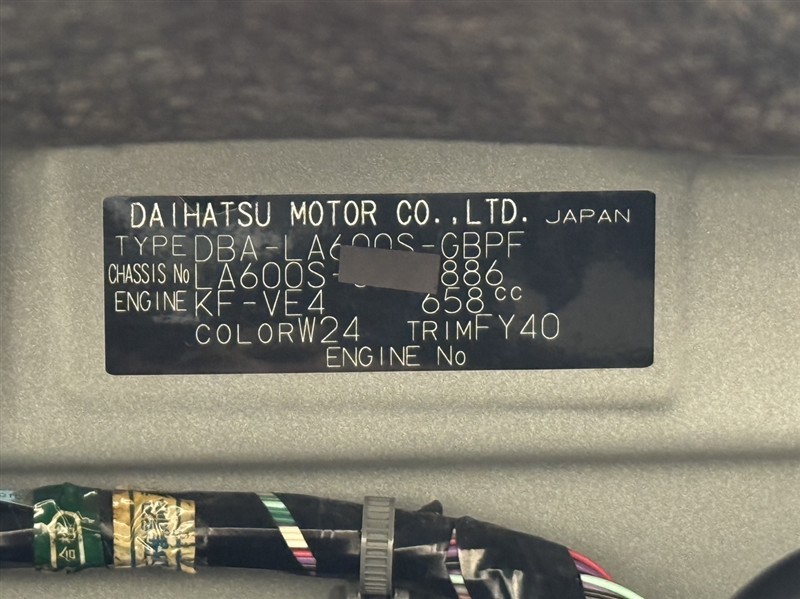 DAIHATSU MOTOR CO.,LTD. JAPAN
TYPE DBA-LA600S-GBPF
CHASSIS No LA600S- 886
ENGINE KF-VE4 658cc
COLOR W24 TRIM FY40
ENGINE No